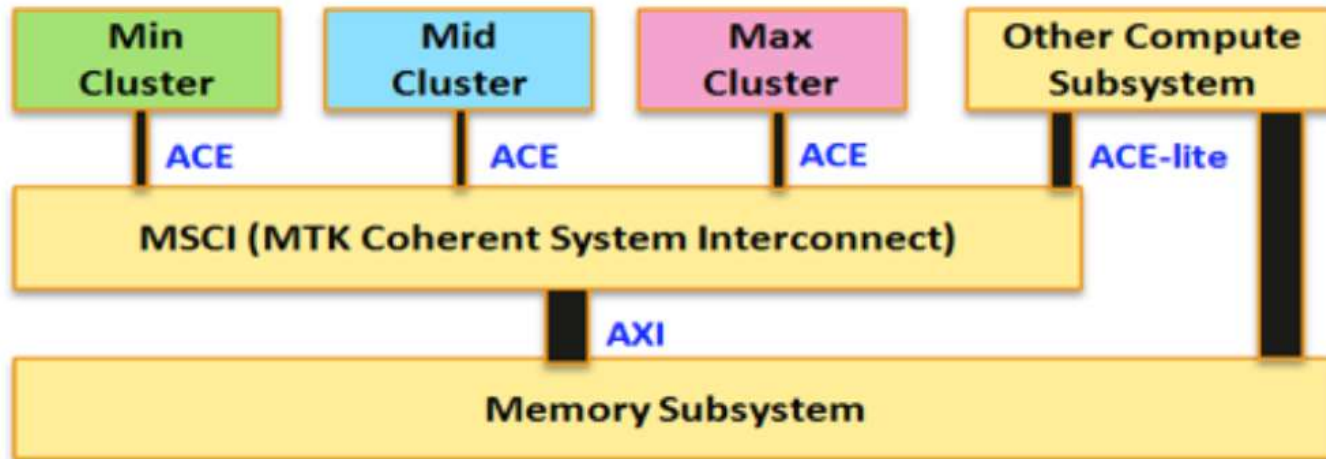 Min
Cluster
Mid
Cluster
Max
Cluster
Other Compute
Subsystem
ACE
ACE
ACE
ACE-lite
MSCI (MTK Coherent System Interconnect)
AXI
Memory Subsystem